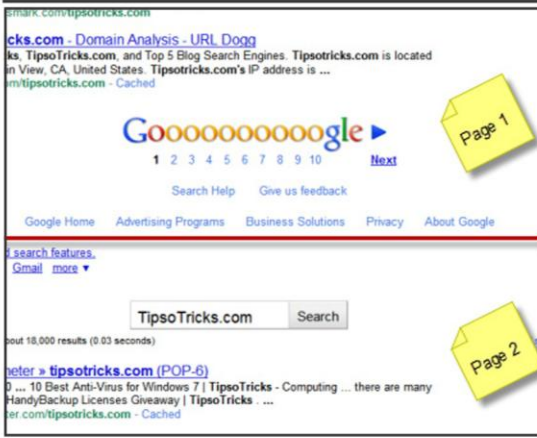 smark.com/tipsotricks.com
cks.com - Domain Analysis - URL Dogg
ks, TipsoTricks.com, and Top 5 Blog Search Engines. Tipsotricks.com is located
in View, CA, United States. Tipsotricks.com's IP address is ...
m/tipsotricks.com - Cached
Goooooooooogle
1 2 3 4 5 6 7 8 9 10 Next
Page 1
Search Help Give us feedback
Google Home Advertising Programs Business Solutions Privacy About Google
d search features.
Gmail more ▼
TipsoTricks.com Search
bout 18,000 results (0.03 seconds)
Page 2
neter » tipsotricks.com (POP-6)
0 ... 10 Best Anti-Virus for Windows 7 | TipsoTricks - Computing ... there are many
HandyBackup Licenses Giveaway | TipsoTricks . ...
ter.com/tipsotricks.com - Cached